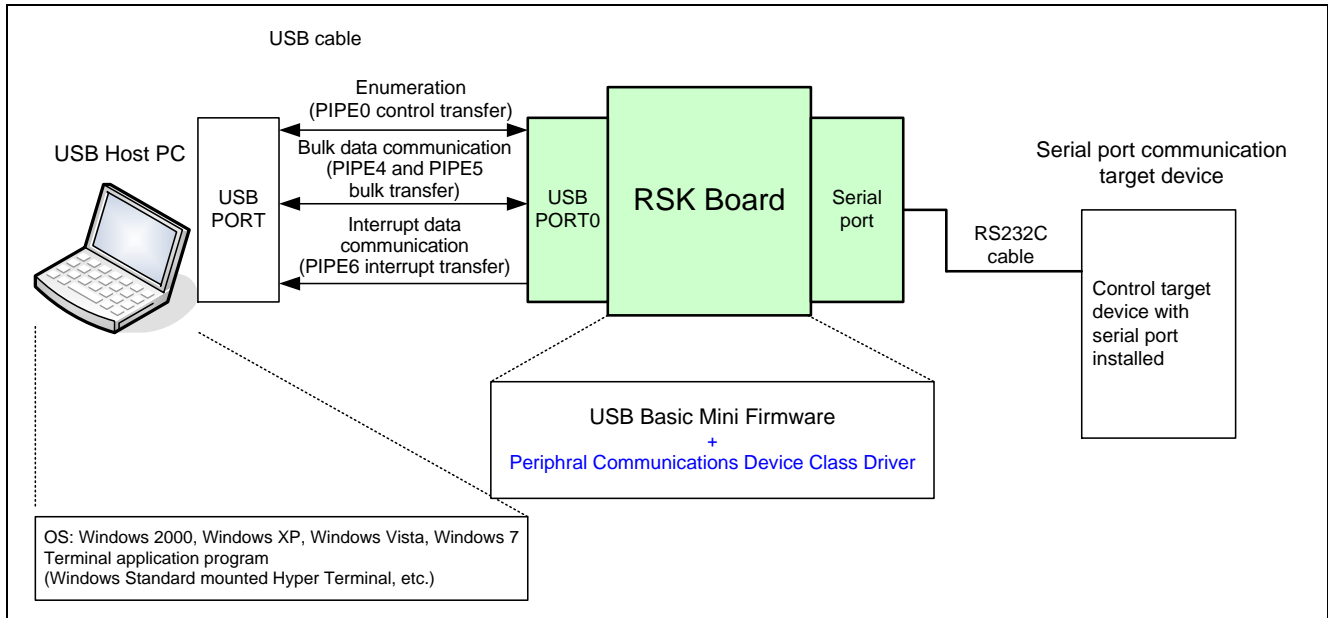 USB cable
Enumeration
(PIPE0 control transfer)
Bulk data communication
(PIPE4 and PIPE5
bulk transfer)
Interrupt data
communication
(PIPE6 interrupt transfer)
USB Host PC
USB
PORT
USB
PORT0
RSK Board
Serial
port
RS232C
cable
Serial port communication
target device
Control target
device with
serial port
installed
USB Basic Mini Firmware
+
Periphral Communications Device Class Driver
OS: Windows 2000, Windows XP, Windows Vista, Windows 7
Terminal application program
(Windows Standard mounted Hyper Terminal, etc.)